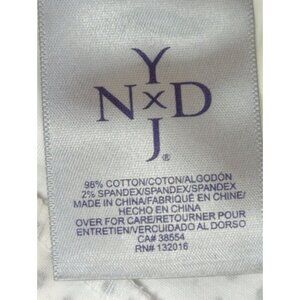 Y
N×D
J®
98% COTTON/COTON/ALGODÓN
2% SPANDEX/SPANDEX/SPANDEX
MADE IN CHINA/FABRIQUÉ EN CHINE/
HECHO EN CHINA
OVER FOR CARE/RETOURNER POUR
ENTRETIEN/VERCUIDADO AL DORSO
CA# 38554
RN# 132016